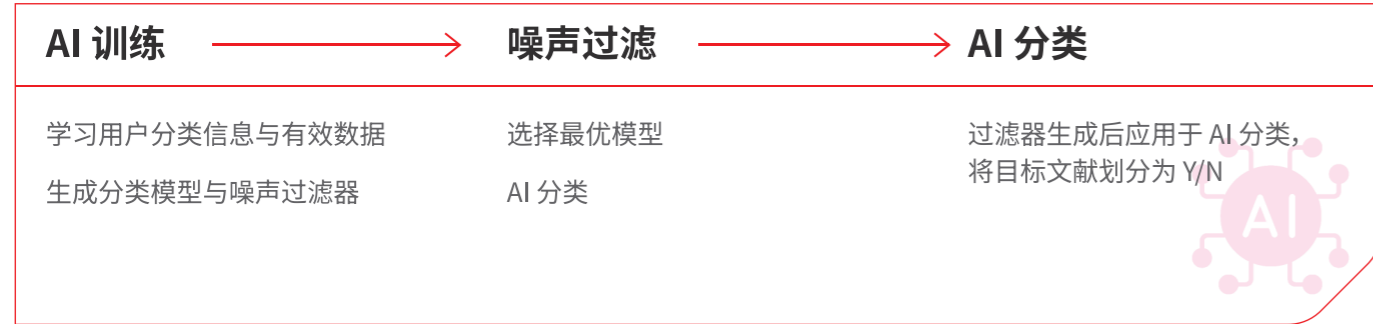 AI 训练
噪声过滤
AI 分类
学习用户分类信息与有效数据
生成分类模型与噪声过滤器
选择最优模型
AI 分类
过滤器生成后应用于 AI 分类，
将目标文献划分为 Y/N
AI